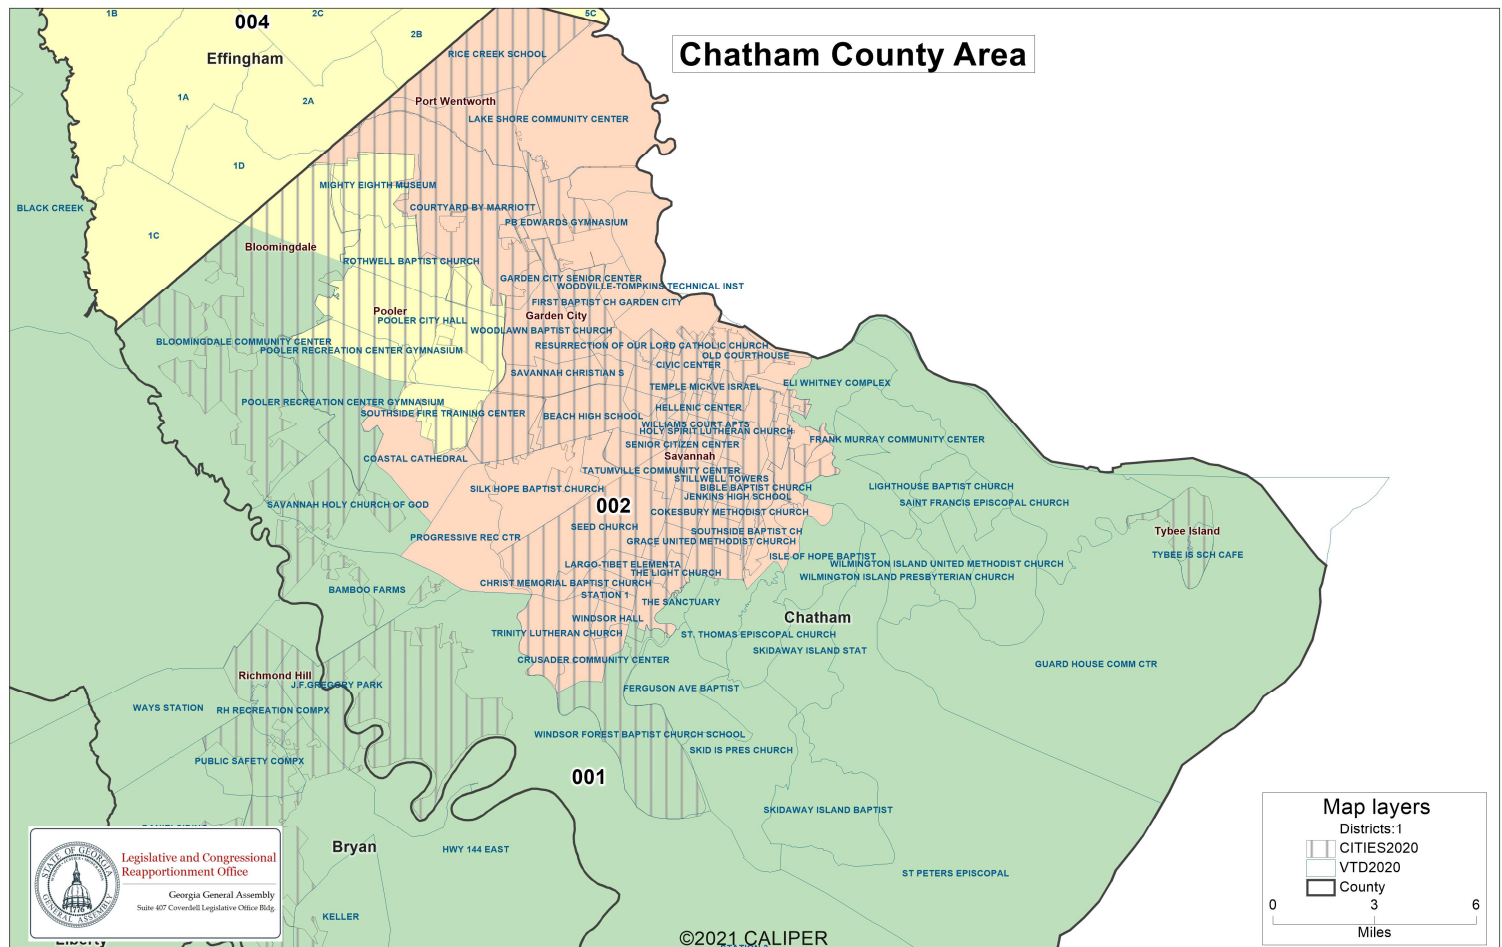 1B
004
2C
5C
2B
Effingham
RICE CREEK SCHOOL
Chatham County Area
1A
2A
Port Wentworth
LAKE SHORE COMMUNITY CENTER
1D
MIGHTY EIGHTH MUSEUM
BLACK CREEK
COURTYARD BY MARRIOTT
PB EDWARDS GYMNASIUM
1C
Bloomingdale
ROTHWELL BAPTIST CHURCH
GARDEN CITY SENIOR CENTER
WOODVILLE-TOMPKINS TECHNICAL INST
FIRST BAPTIST CH GARDEN CITY
Pooler
Garden City
POOLER CITY HALL
WOODLAWN BAPTIST CHURCH
BLOOMINGDALE COMMUNITY CENTER
RESURRECTION OF OUR LORD CATHOLIC CHURCH
POOLER RECREATION CENTER GYMNASIUM
OLD COURTHOUSE
CIVIC CENTER
SAVANNAH CHRISTIAN S
TEMPLE MICKVE ISRAEL
ELI WHITNEY COMPLEX
POOLER RECREATION CENTER GYMNASIUM
HELLENIC CENTER
SOUTHSIDE FIRE TRAINING CENTER
BEACH HIGH SCHOOL
WILLIAMS COURT APTS
HOLY SPIRIT LUTHERAN CHURCH
FRANK MURRAY COMMUNITY CENTER
SENIOR CITIZEN CENTER
Savannah
COASTAL CATHEDRAL
TATUMVILLE COMMUNITY CENTER
STILLWELL TOWERS
SILK HOPE BAPTIST CHURCH
BIBLE BAPTIST CHURCH
LIGHTHOUSE BAPTIST CHURCH
JENKINS HIGH SCHOOL
SAINT FRANCIS EPISCOPAL CHURCH
SAVANNAH HOLY CHURCH OF GOD
002
COKESBURY METHODIST CHURCH
SEED CHURCH
SOUTHSIDE BAPTIST CH
Tybee Island
PROGRESSIVE REC CTR
GRACE UNITED METHODIST CHURCH
ISLE OF HOPE BAPTIST
TYBEE IS SCH CAFE
LARGO-TIBET ELEMENTA
WILMINGTON ISLAND UNITED METHODIST CHURCH
THE LIGHT CHURCH
WILMINGTON ISLAND PRESBYTERIAN CHURCH
CHRIST MEMORIAL BAPTIST CHURCH
BAMBOO FARMS
STATION 1
THE SANCTUARY
WINDSOR HALL
Chatham
TRINITY LUTHERAN CHURCH
ST. THOMAS EPISCOPAL CHURCH
SKIDAWAY ISLAND STAT
CRUSADER COMMUNITY CENTER
GUARD HOUSE COMM CTR
Richmond Hill
J.F.GREGORY PARK
FERGUSON AVE BAPTIST
WAYS STATION
RH RECREATION COMPX
WINDSOR FOREST BAPTIST CHURCH SCHOOL
SKID IS PRES CHURCH
PUBLIC SAFETY COMPX
001
SKIDAWAY ISLAND BAPTIST
Bryan
HWY 144 EAST
ST PETERS EPISCOPAL
KELLER
Liberty
STATE OF GEORGIA
GENERAL ASSEMBLY
1776
Legislative and Congressional
Reapportionment Office
Georgia General Assembly
Suite 407 Coverdell Legislative Office Bldg.
Map layers
Districts:1
CITIES2020
VTD2020
County
0 3 6
Miles
©2021 CALIPER